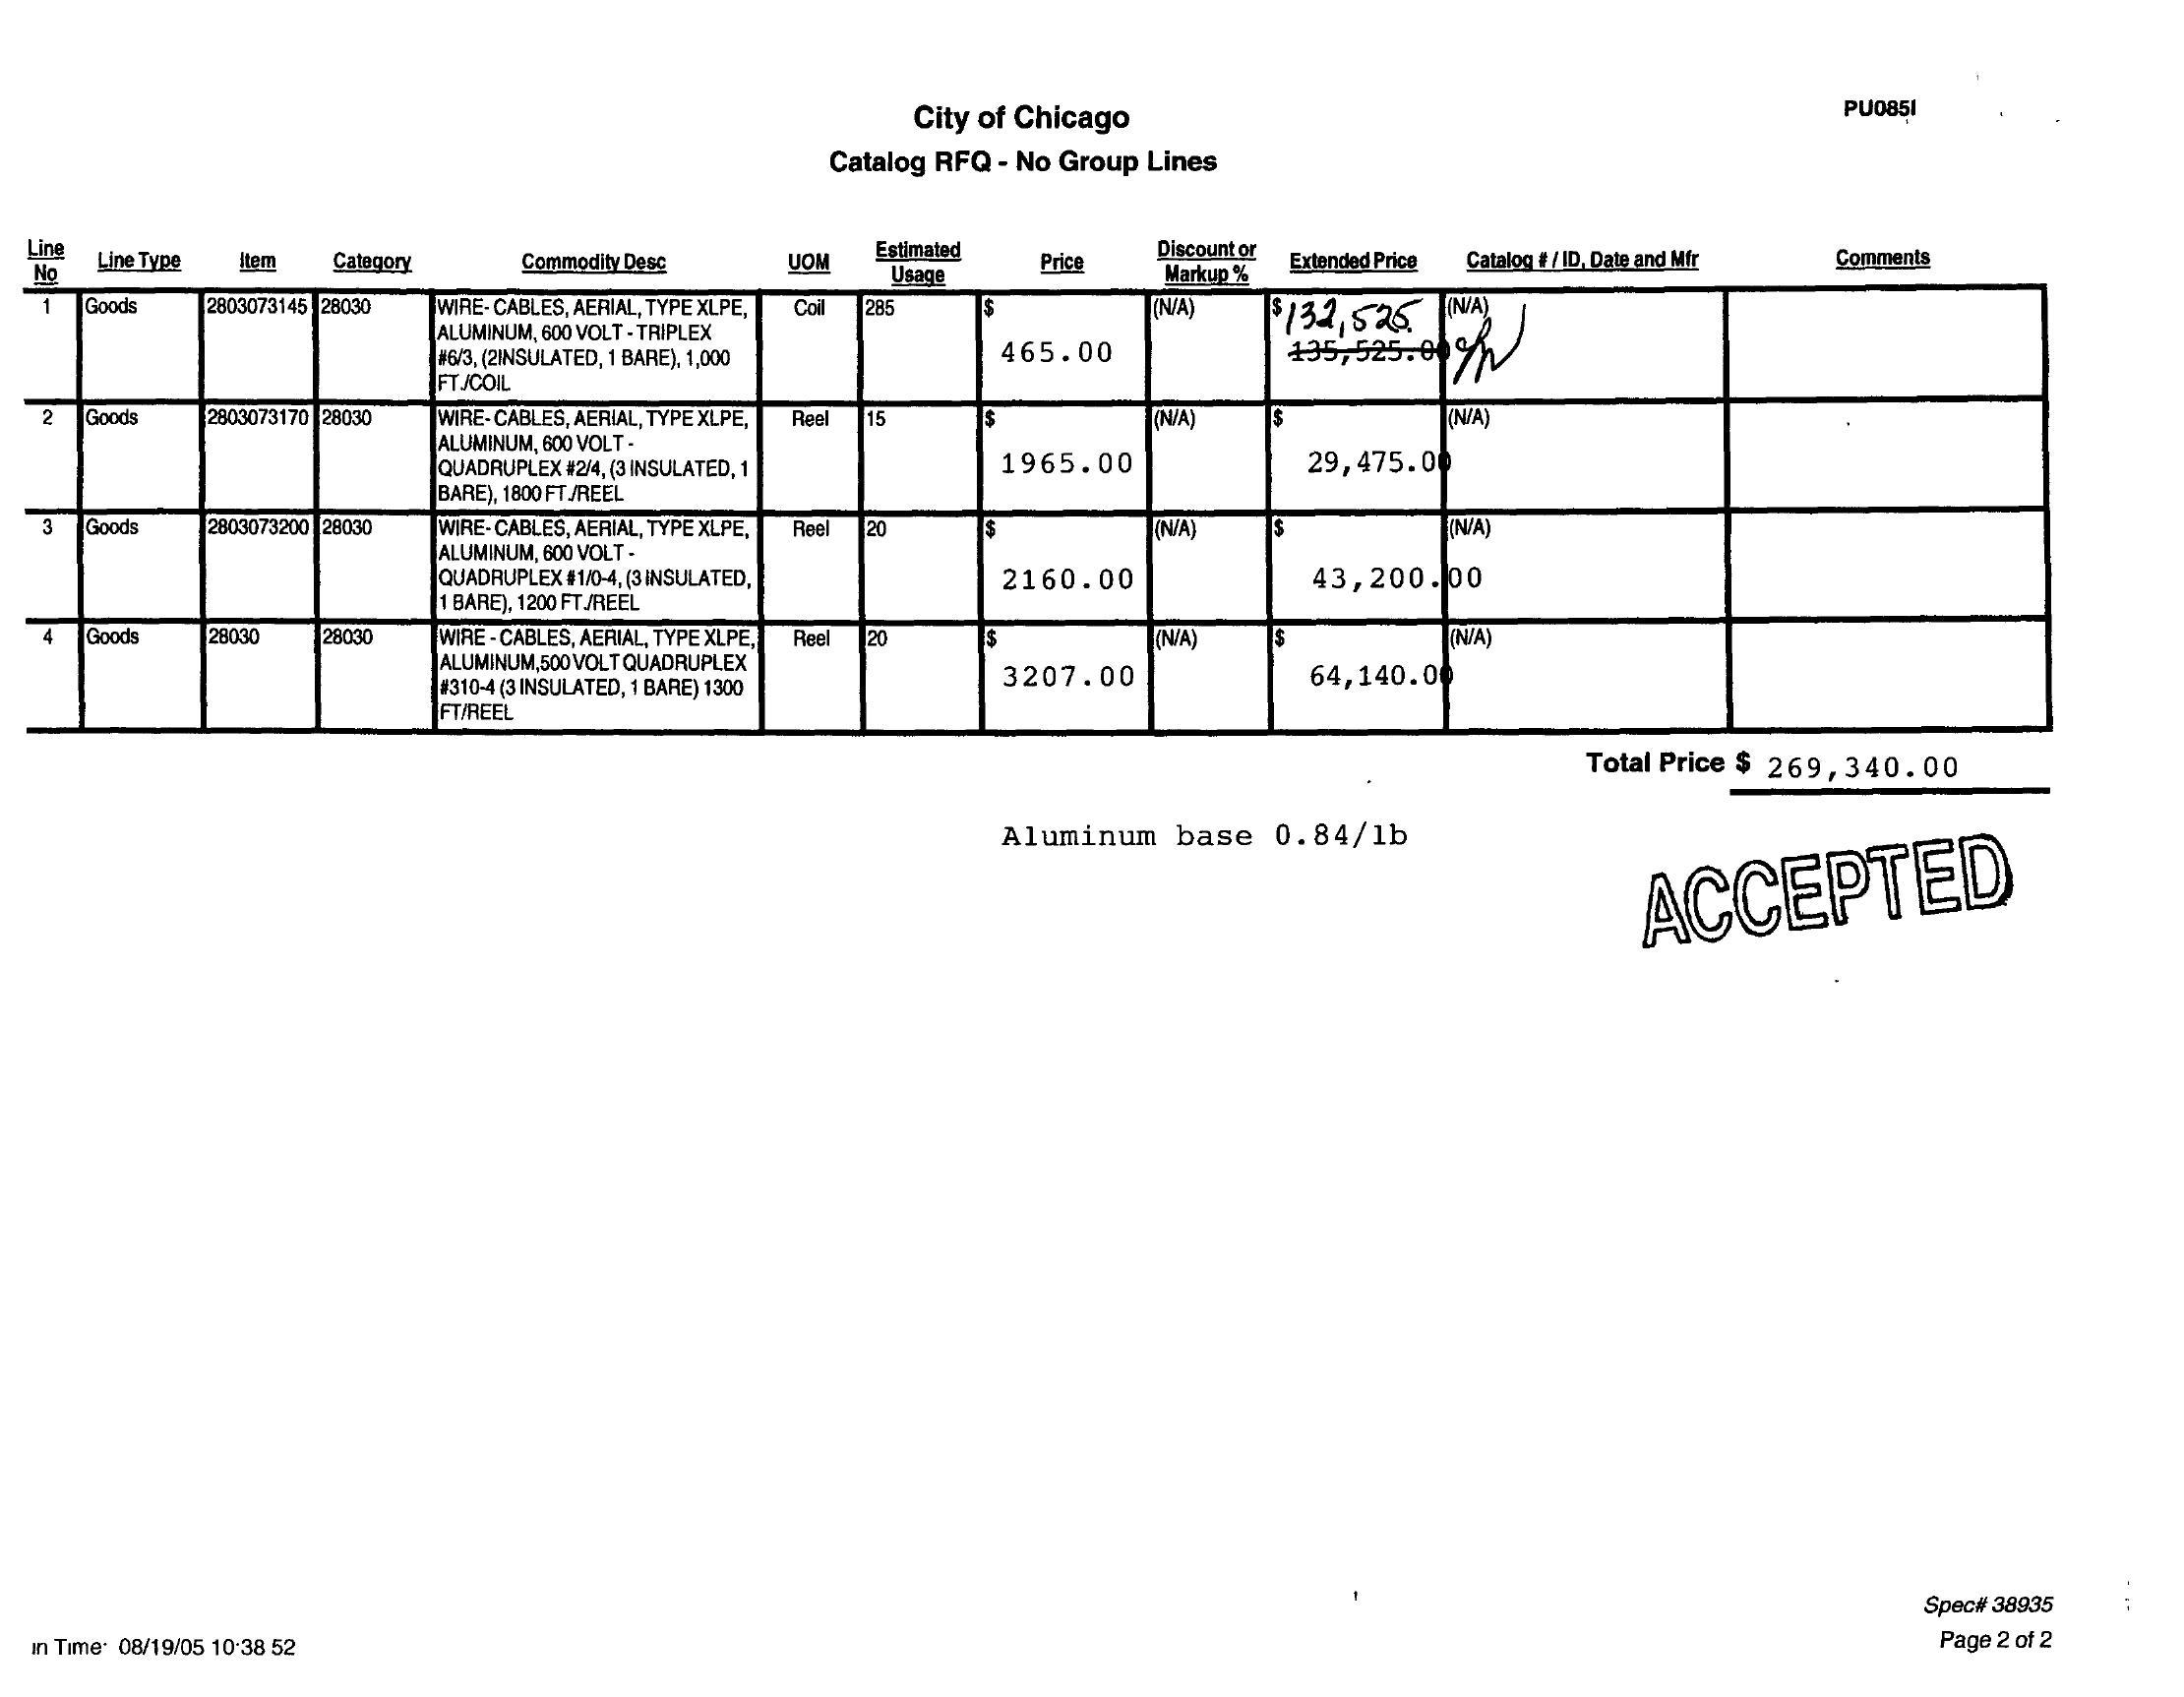 PU085I
City of Chicago
Catalog RFQ - No Group Lines
Line No Line Type Item Category Commodity Desc UOM Estimated Usage Price Discount or Markup % Extended Price Catalog # / ID, Date and Mfr Comments
1 Goods 2803073145 28030 WIRE- CABLES, AERIAL, TYPE XLPE, Coil 285 $ (N/A) $132,525. (N/A)
ALUMINUM, 600 VOLT - TRIPLEX
#6/3, (2INSULATED, 1 BARE), 1,000 465.00 135,525.00
FT./COIL
2 Goods 2803073170 28030 WIRE- CABLES, AERIAL, TYPE XLPE, Reel 15 $ (N/A) $ (N/A)
ALUMINUM, 600 VOLT -
QUADRUPLEX #2/4, (3 INSULATED, 1 1965.00 29,475.00
BARE), 1800 FT./REEL
3 Goods 2803073200 28030 WIRE- CABLES, AERIAL, TYPE XLPE, Reel 20 $ (N/A) $ (N/A)
ALUMINUM, 600 VOLT -
QUADRUPLEX #1/0-4, (3 INSULATED, 2160.00 43,200.00
1 BARE), 1200 FT./REEL
4 Goods 28030 28030 WIRE - CABLES, AERIAL, TYPE XLPE, Reel 20 $ (N/A) $ (N/A)
ALUMINUM,500 VOLT QUADRUPLEX
#310-4 (3 INSULATED, 1 BARE) 1300 3207.00 64,140.00
FT/REEL
Total Price $ 269,340.00
Aluminum base 0.84/lb
ACCEPTED
Spec# 38935
in Time: 08/19/05 10:38 52
Page 2 of 2